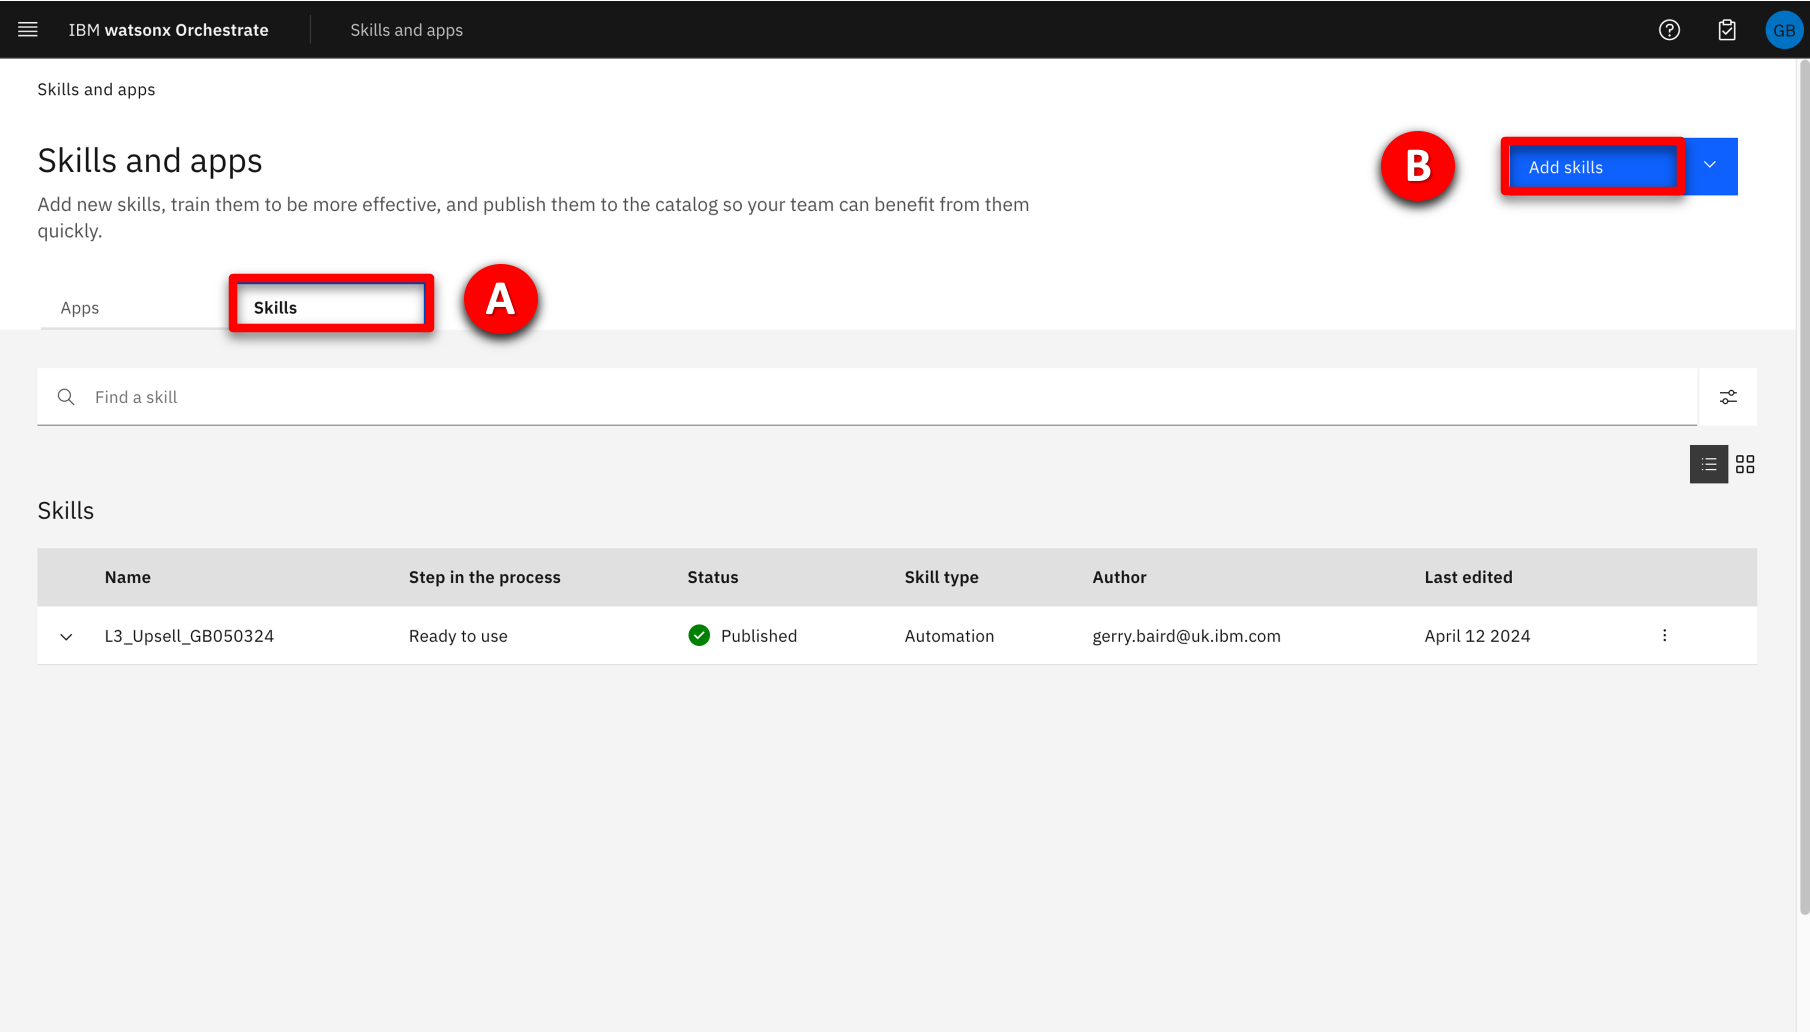 IBM watsonx Orchestrate
Skills and apps
GB
Skills and apps
Skills and apps
B
Add skills
Add new skills, train them to be more effective, and publish them to the catalog so your team can benefit from them
quickly.
Apps
Skills
A
Find a skill
Skills
Name Step in the process Status Skill type Author Last edited
L3_Upsell_GB050324 Ready to use Published Automation gerry.baird@uk.ibm.com April 12 2024